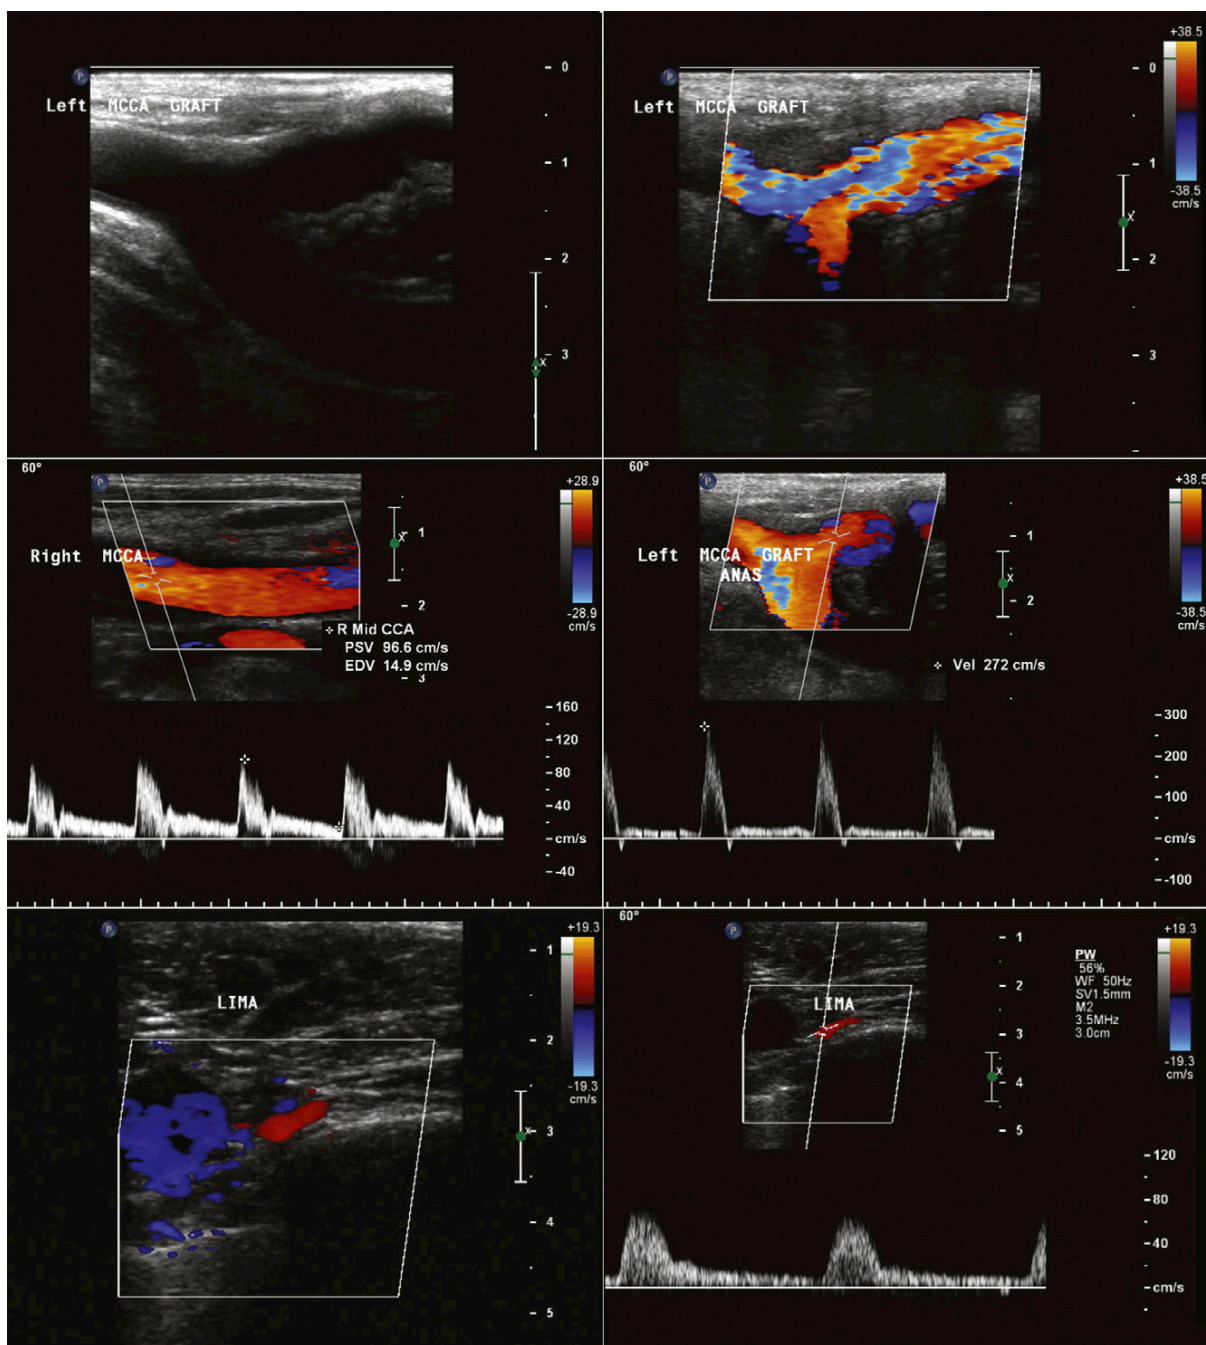 P
Left MCCA GRAFT
0
1
2
3
P
Left MCCA GRAFT
+38.5
-38.5
cm/s
0
1
2
3
60°
P
Right MCCA
+28.9
-28.9
cm/s
1
2
3
R Mid CCA
PSV 96.6 cm/s
EDV 14.9 cm/s
160
120
80
40
cm/s
-40
60°
P
Left MCCA GRAFT
ANAS
+38.5
-38.5
cm/s
1
2
Vel 272 cm/s
300
200
100
cm/s
-100
P
LIMA
+19.3
-19.3
cm/s
1
2
3
4
5
60°
P
LIMA
1
2
3
4
5
PW
56%
WF 50Hz
SV1.5mm
M2
3.5MHz
3.0cm
+19.3
-19.3
cm/s
120
80
40
cm/s